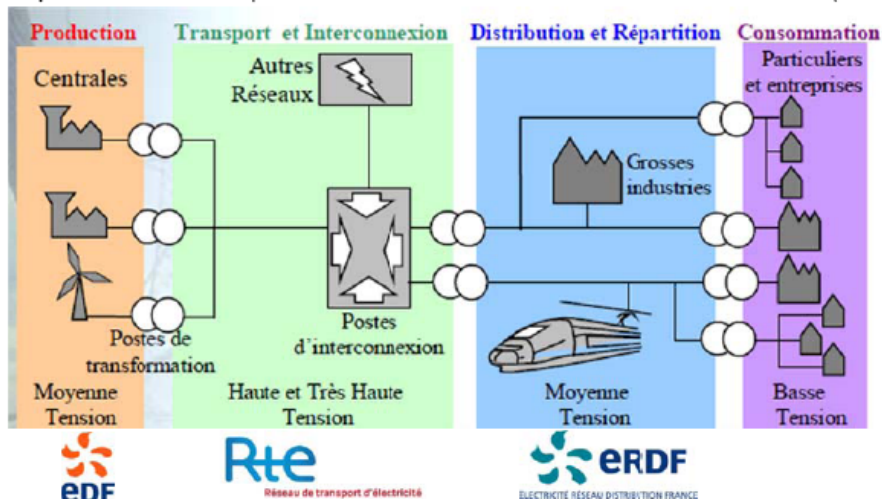 Production
Transport et Interconnexion
Distribution et Répartition
Consommation
Centrales
Autres
Réseaux
Particuliers
et entreprises
Grosses
industries
Postes de
transformation
Postes
d'interconnexion
Moyenne
Tension
Haute et Très Haute
Tension
Moyenne
Tension
Basse
Tension
eDF
Rte
Réseau de transport d'électricité
eRDF
ELECTRICITÉ RÉSEAU DISTRIBUTION FRANCE